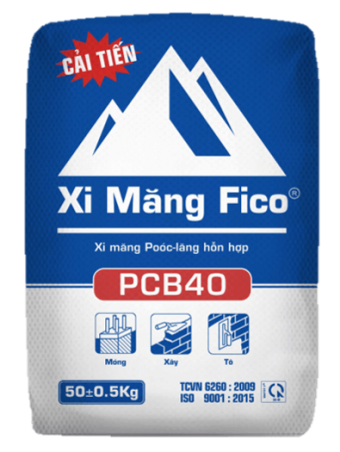 CẢI TIẾN
Xi Măng Fico®
Xi măng Poóc-lăng hỗn hợp
PCB40
Móng Xây Tô
50±0.5Kg
TCVN 6260 : 2009
ISO 9001 : 2015